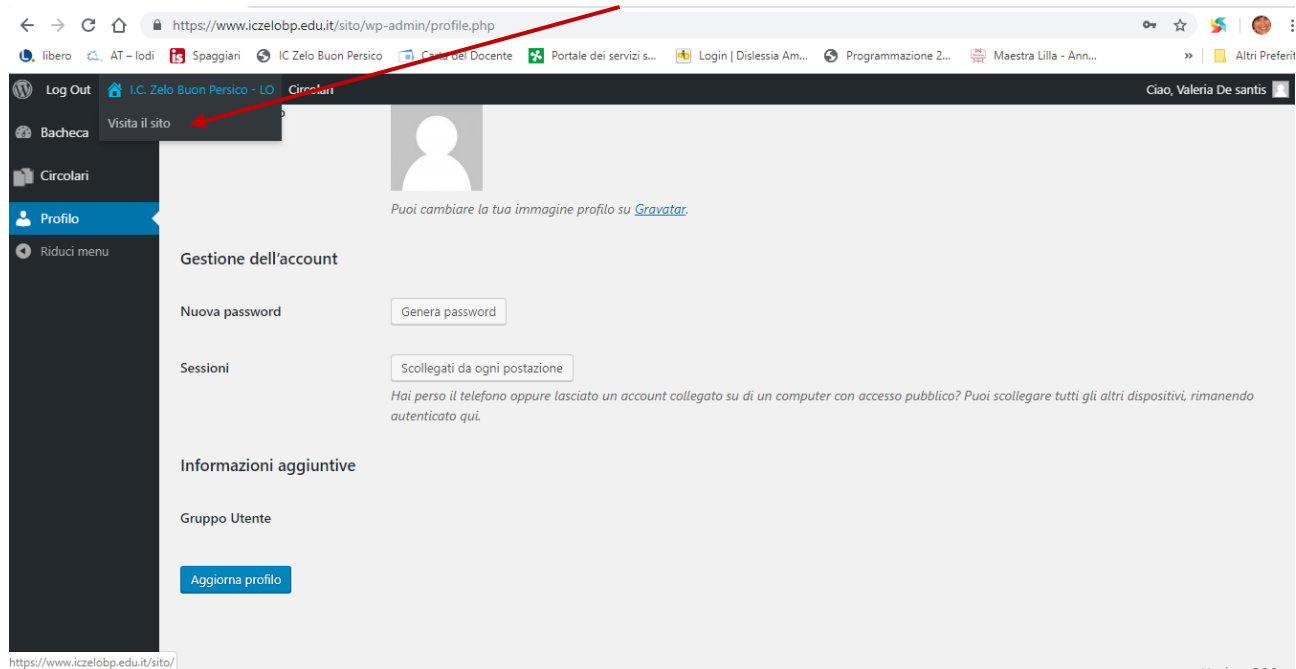 https://www.iczelobp.edu.it/sito/wp-admin/profile.php
libero AT – lodi Spaggiari IC Zelo Buon Persico Carta del Docente Portale dei servizi s... Login | Dislessia Am... Programmazione 2... Maestra Lilla - Ann... » Altri Preferit
Log Out I.C. Zelo Buon Persico - LO Circolari Ciao, Valeria De santis
Visita il sito
Bacheca
Circolari
Profilo
Riduci menu
Puoi cambiare la tua immagine profilo su Gravatar.
Gestione dell'account
Nuova password Genera password
Sessioni Scollegati da ogni postazione
Hai perso il telefono oppure lasciato un account collegato su di un computer con accesso pubblico? Puoi scollegare tutti gli altri dispositivi, rimanendo
autenticato qui.
Informazioni aggiuntive
Gruppo Utente
Aggiorna profilo
https://www.iczelobp.edu.it/sito/